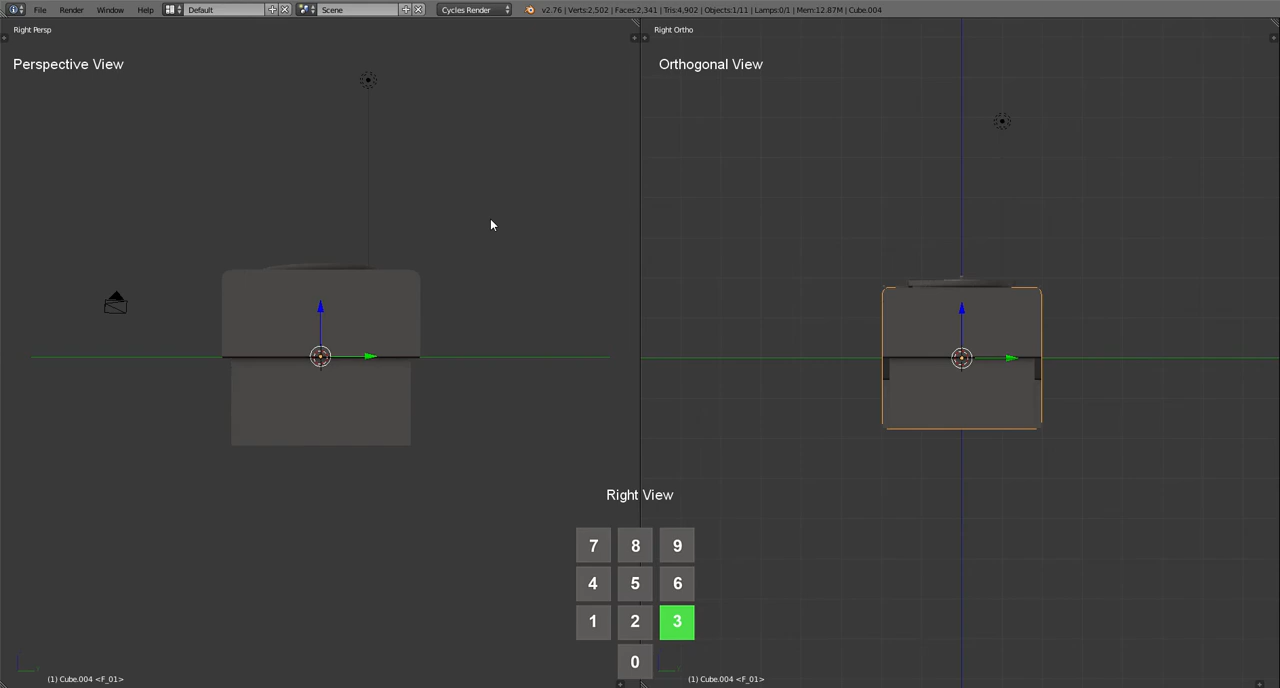 File Render Window Help Default Scene Cycles Render v2.76 | Verts:2,502 | Faces:2,341 | Tris:4,902 | Objects:1/11 | Lamps:0/1 | Mem:12.87M | Cube.004
Right Persp
Right Ortho
Perspective View
Orthogonal View
Right View
7 8 9
4 5 6
1 2 3
0
(1) Cube.004 <F_01>
(1) Cube.004 <F_01>